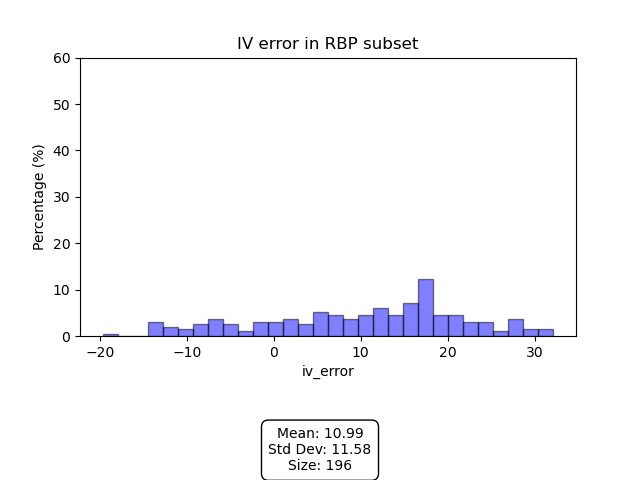 IV error in RBP subset
60
50
40
30
20
10
0
Percentage (%)
−20
−10
0
10
20
30
iv_error
Mean: 10.99
Std Dev: 11.58
Size: 196